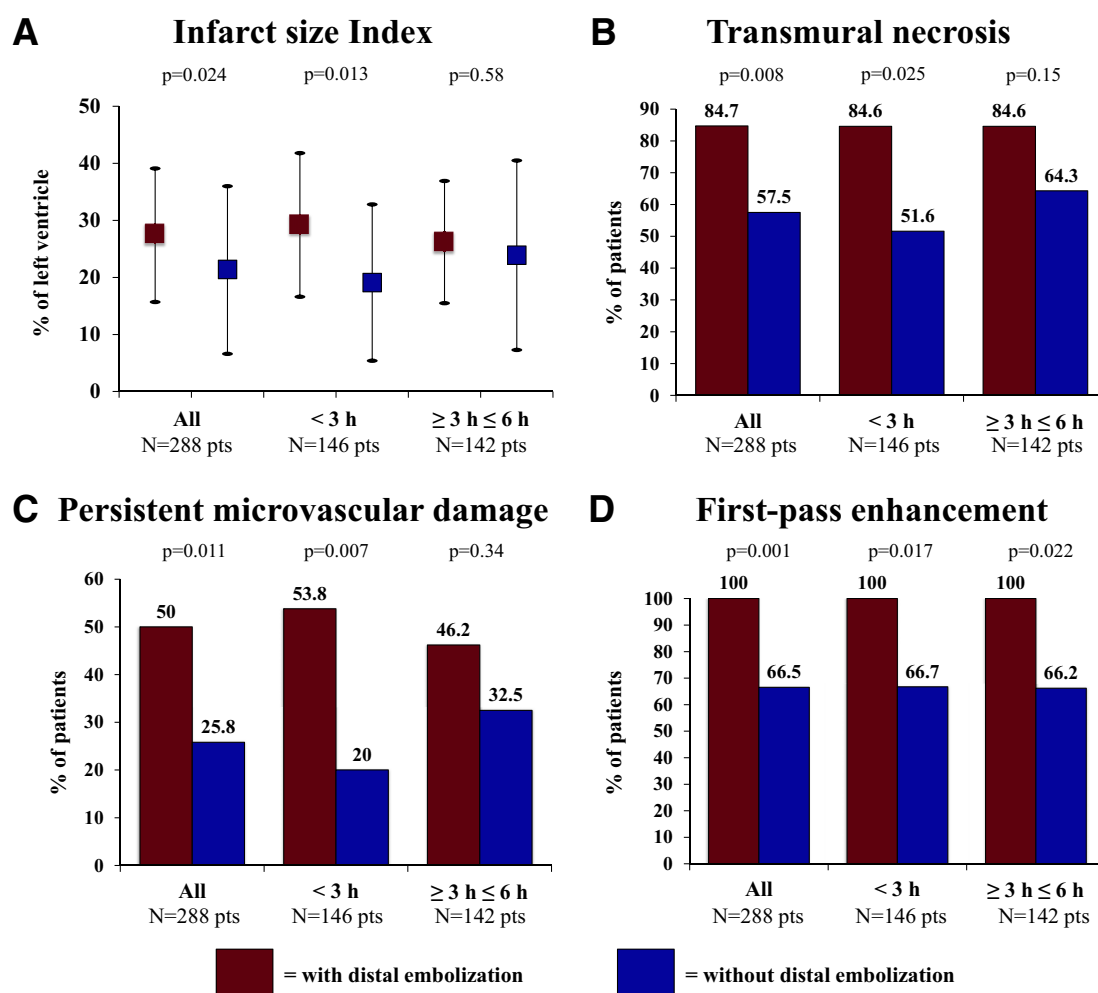 A Infarct size Index
p=0.024 p=0.013 p=0.58
50
40
30
20
10
0
% of left ventricle
All < 3 h ≥ 3 h ≤ 6 h
N=288 pts N=146 pts N=142 pts
B Transmural necrosis
p=0.008 p=0.025 p=0.15
90
80
70
60
50
40
30
20
10
0
% of patients
84.7 84.6 84.6
57.5 51.6 64.3
All < 3 h ≥ 3 h ≤ 6 h
N=288 pts N=146 pts N=142 pts
C Persistent microvascular damage
p=0.011 p=0.007 p=0.34
60
50
40
30
20
10
0
% of patients
50 53.8 46.2
25.8 20 32.5
All < 3 h ≥ 3 h ≤ 6 h
N=288 pts N=146 pts N=142 pts
D First-pass enhancement
p=0.001 p=0.017 p=0.022
100
90
80
70
60
50
40
30
20
10
0
% of patients
100 100 100
66.5 66.7 66.2
All < 3 h ≥ 3 h ≤ 6 h
N=288 pts N=146 pts N=142 pts
= with distal embolization
= without distal embolization